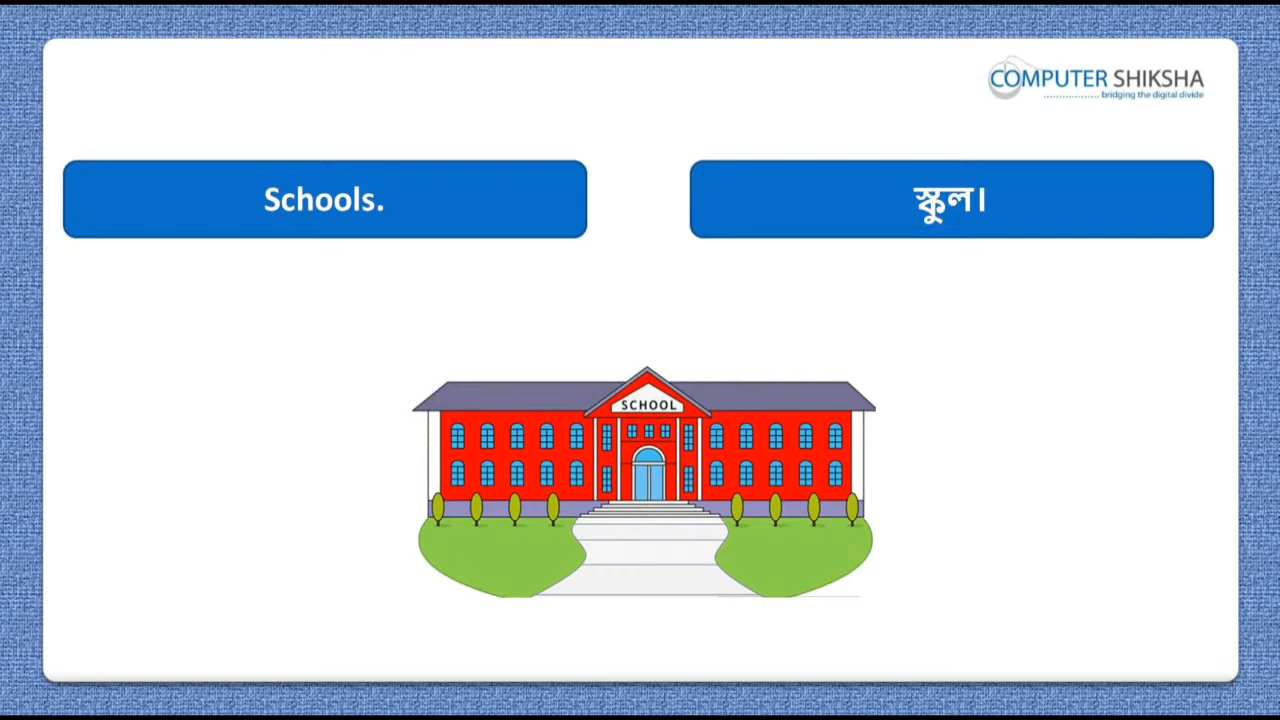 COMPUTER SHIKSHA
bridging the digital divide
Schools.
স্কুল।
SCHOOL